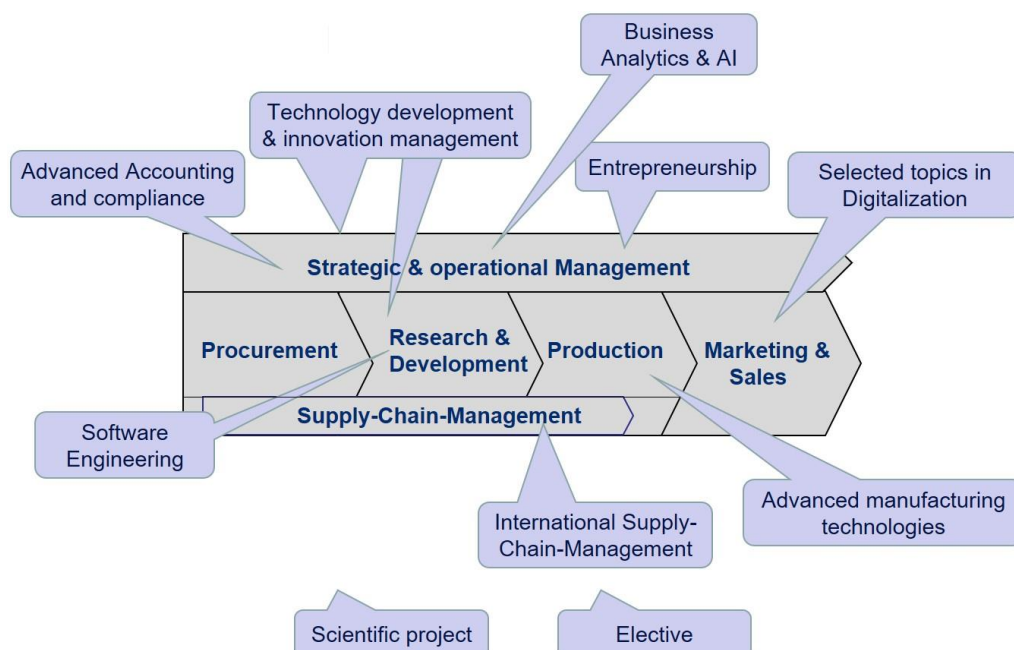 Business
Analytics & AI
Technology development
& innovation management
Advanced Accounting
and compliance
Entrepreneurship
Selected topics in
Digitalization
Strategic & operational Management
Procurement
Research &
Development
Production
Marketing &
Sales
Supply-Chain-Management
Software
Engineering
International Supply-
Chain-Management
Advanced manufacturing
technologies
Scientific project
Elective